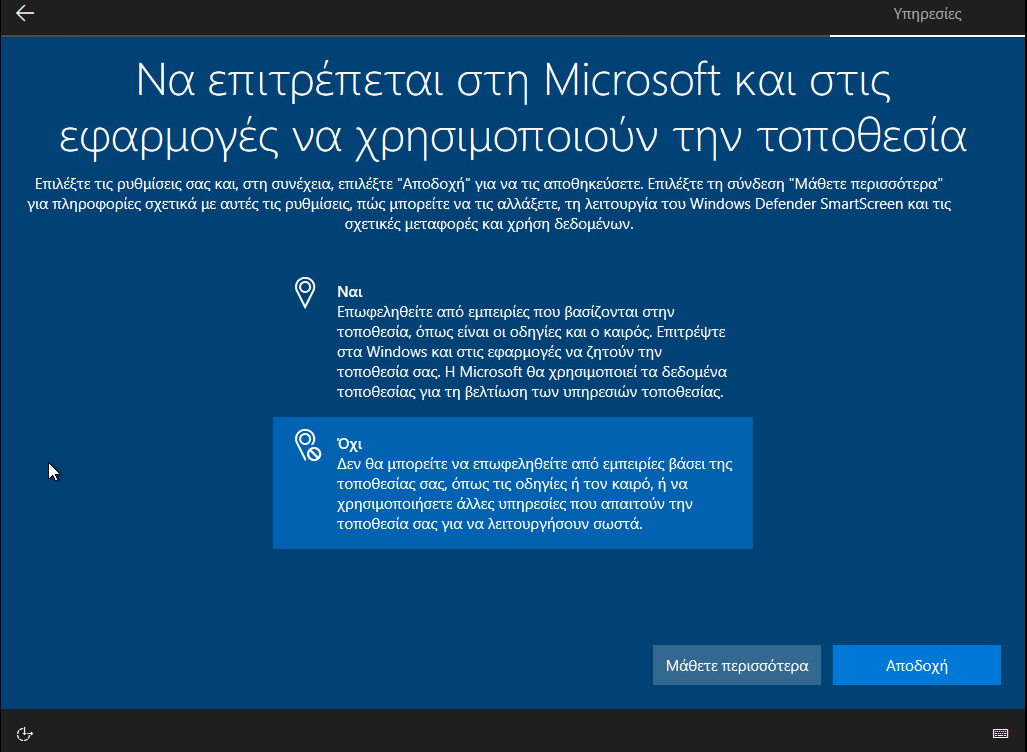 Υπηρεσίες
Να επιτρέπεται στη Microsoft και στις
εφαρμογές να χρησιμοποιούν την τοποθεσία
Επιλέξτε τις ρυθμίσεις σας και, στη συνέχεια, επιλέξτε "Αποδοχή" για να τις αποθηκεύσετε. Επιλέξτε τη σύνδεση "Μάθετε περισσότερα"
για πληροφορίες σχετικά με αυτές τις ρυθμίσεις, πώς μπορείτε να τις αλλάξετε, τη λειτουργία του Windows Defender SmartScreen και τις
σχετικές μεταφορές και χρήση δεδομένων.
Ναι
Επωφεληθείτε από εμπειρίες που βασίζονται στην
τοποθεσία, όπως είναι οι οδηγίες και ο καιρός. Επιτρέψτε
στα Windows και στις εφαρμογές να ζητούν την
τοποθεσία σας. Η Microsoft θα χρησιμοποιεί τα δεδομένα
τοποθεσίας για τη βελτίωση των υπηρεσιών τοποθεσίας.
Όχι
Δεν θα μπορείτε να επωφεληθείτε από εμπειρίες βάσει της
τοποθεσίας σας, όπως τις οδηγίες ή τον καιρό, ή να
χρησιμοποιήσετε άλλες υπηρεσίες που απαιτούν την
τοποθεσία σας για να λειτουργήσουν σωστά.
Μάθετε περισσότερα
Αποδοχή